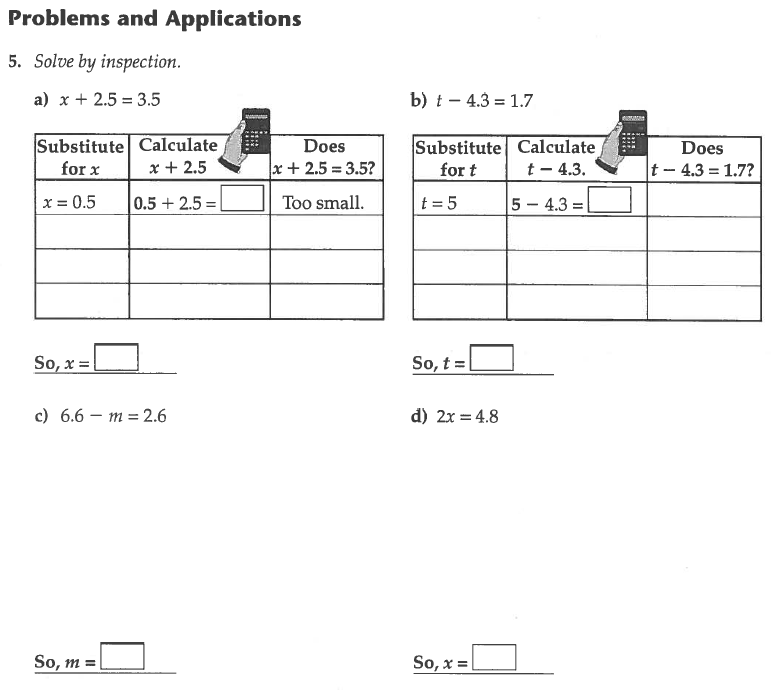 Problems and Applications
5. Solve by inspection.
a) x + 2.5 = 3.5
b) t − 4.3 = 1.7
Substitute for x
Calculate x + 2.5
Does x + 2.5 = 3.5?
x = 0.5
0.5 + 2.5 =
Too small.
Substitute for t
Calculate t − 4.3.
Does t − 4.3 = 1.7?
t = 5
5 − 4.3 =
So, x =
So, t =
c) 6.6 − m = 2.6
d) 2x = 4.8
So, m =
So, x =